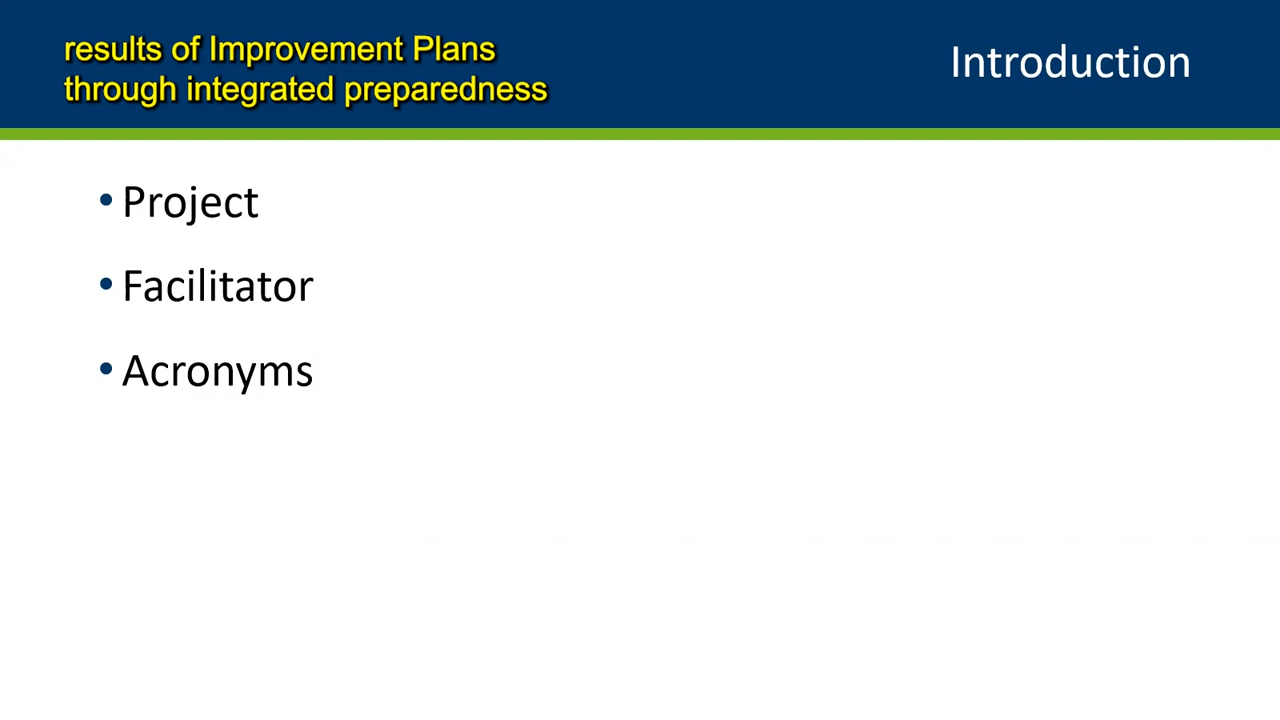 results of Improvement Plans
through integrated preparedness
Introduction
• Project
• Facilitator
• Acronyms